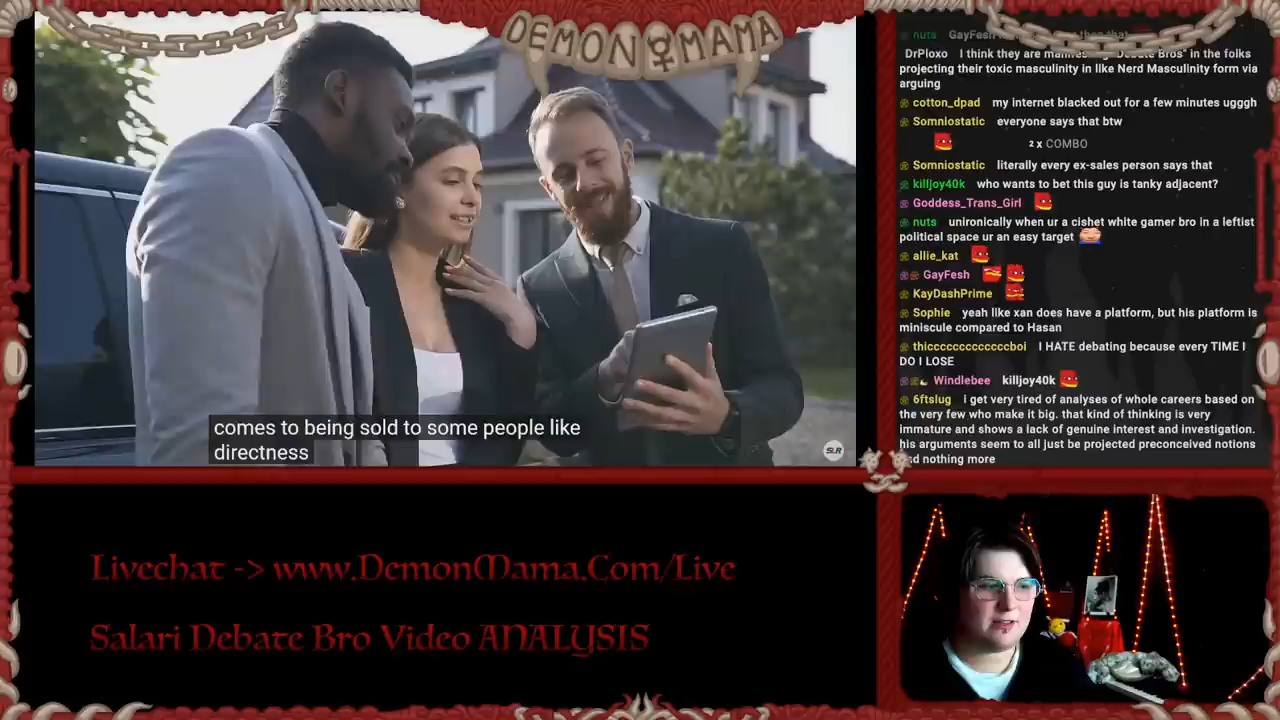 DEMON MAMA
comes to being sold to some people like
directness
SLR
nuts GayFesh
DrPloxo I think they are "Debate Bros" in the folks
projecting their toxic masculinity in like Nerd Masculinity form via
arguing
cotton_dpad my internet blacked out for a few minutes ugggh
Somniostatic everyone says that btw
2 x COMBO
Somniostatic literally every ex-sales person says that
killjoy40k who wants to bet this guy is tanky adjacent?
Goddess_Trans_Girl
nuts unironically when ur a cishet white gamer bro in a leftist
political space ur an easy target
allie_kat
GayFesh
KayDashPrime
Sophie yeah like xan does have a platform, but his platform is
miniscule compared to Hasan
thiccccccccccccboi I HATE debating because every TIME I
DO I LOSE
Windlebee killjoy40k
6ftslug i get very tired of analyses of whole careers based on
the very few who make it big. that kind of thinking is very
immature and shows a lack of genuine interest and investigation.
his arguments seem to all just be projected preconceived notions
and nothing more
Livechat -> www.DemonMama.Com/Live
Salari Debate Bro Video ANALYSIS